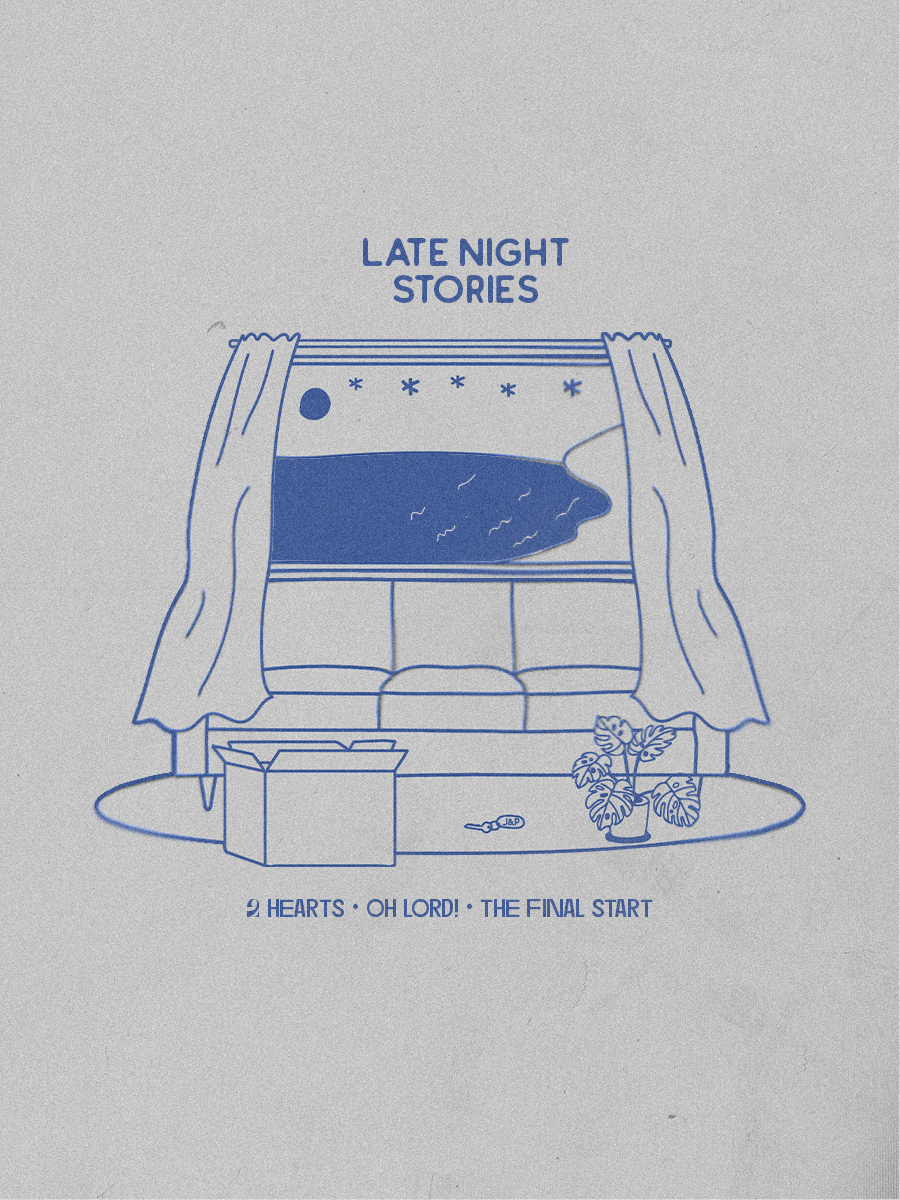 LATE NIGHT
STORIES
J&P
2 HEARTS • OH LORD! • THE FINAL START